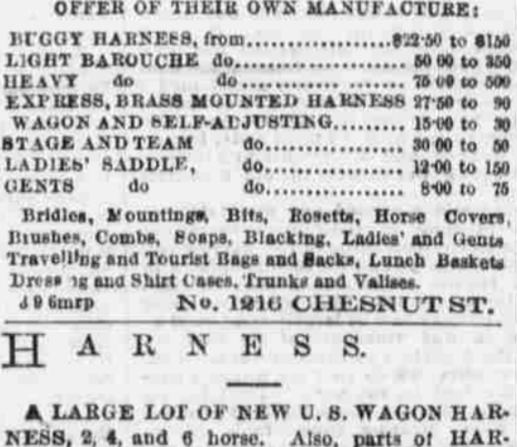 OFFER OF THEIR OWN MANUFACTURE:
BUGGY HARNESS, from..................$22·50 to $150
LIGHT BAROUCHE do.................. 50 00 to 350
HEAVY do do.................. 75 00 to 500
EXPRESS, BRASS MOUNTED HARNESS 27·50 to 90
WAGON AND SELF-ADJUSTING......... 15·00 to 30
STAGE AND TEAM do............... 30 00 to 50
LADIES' SADDLE, do............... 12·00 to 150
GENTS do do............... 8·00 to 75
Bridles, Mountings, Bits, Rosetts, Horse Covers,
Brushes, Combs, Soaps, Blacking, Ladies' and Gents
Travelling and Tourist Bags and Sacks, Lunch Baskets
Dressing and Shirt Cases, Trunks and Valises.
d 9 6mrp No. 1216 CHESNUT ST.
HARNESS.
A LARGE LOT OF NEW U. S. WAGON HAR-
NESS, 2, 4, and 6 horse. Also, parts of HAR-